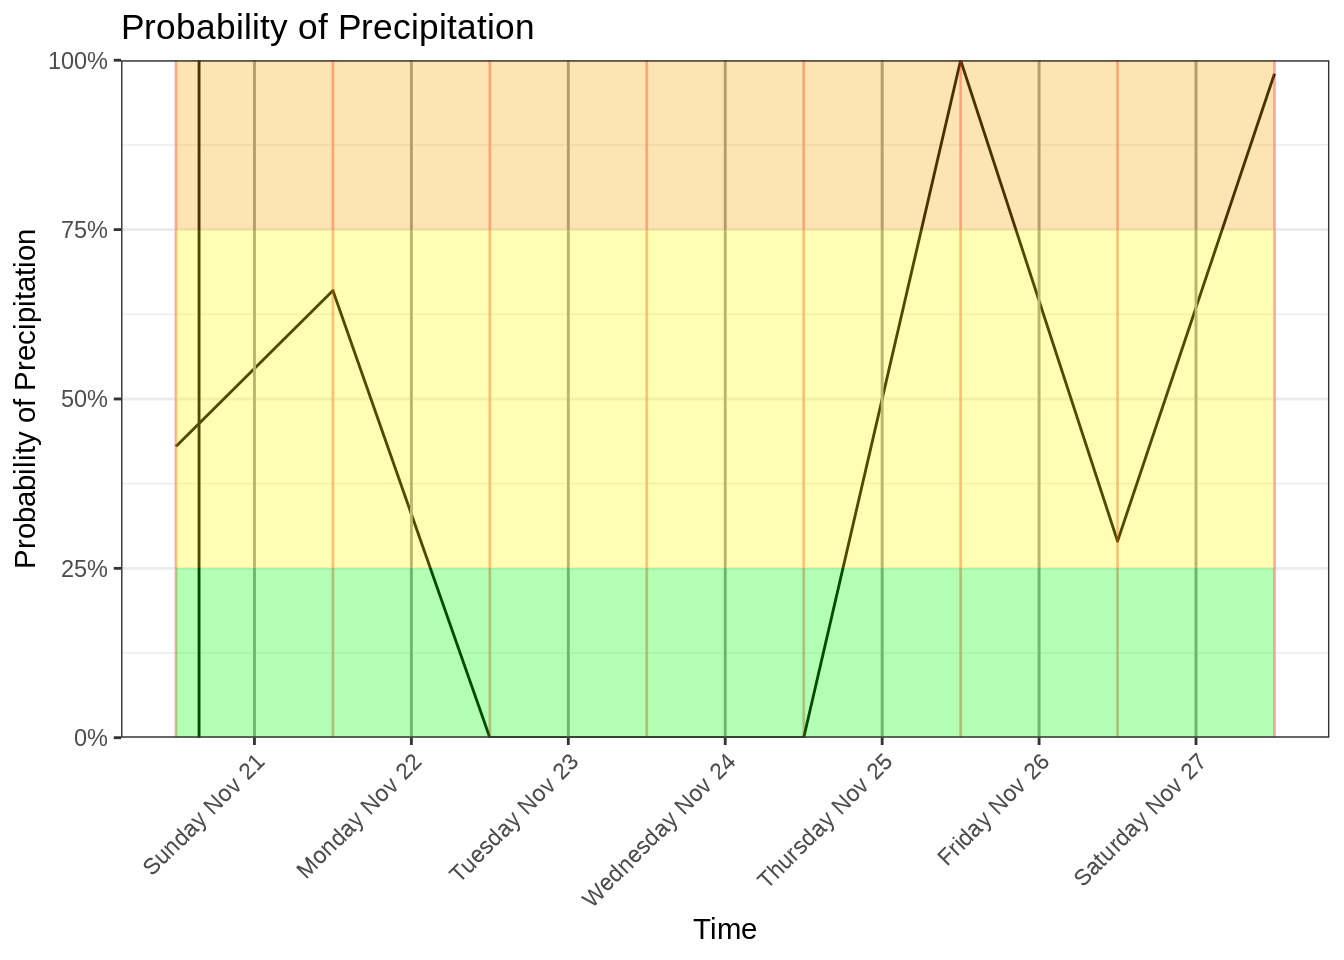 Probability of Precipitation
Probability of Precipitation
100%
75%
50%
25%
0%
Sunday Nov 21
Monday Nov 22
Tuesday Nov 23
Wednesday Nov 24
Thursday Nov 25
Friday Nov 26
Saturday Nov 27
Time